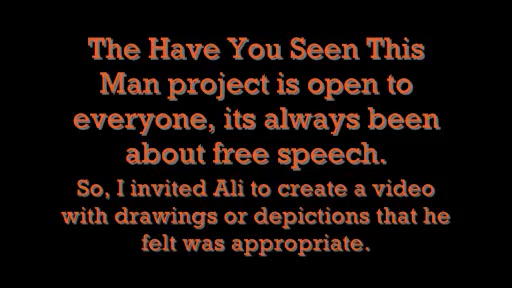 The Have You Seen This
Man project is open to
everyone, its always been
about free speech.
So, I invited Ali to create a video
with drawings or depictions that he
felt was appropriate.